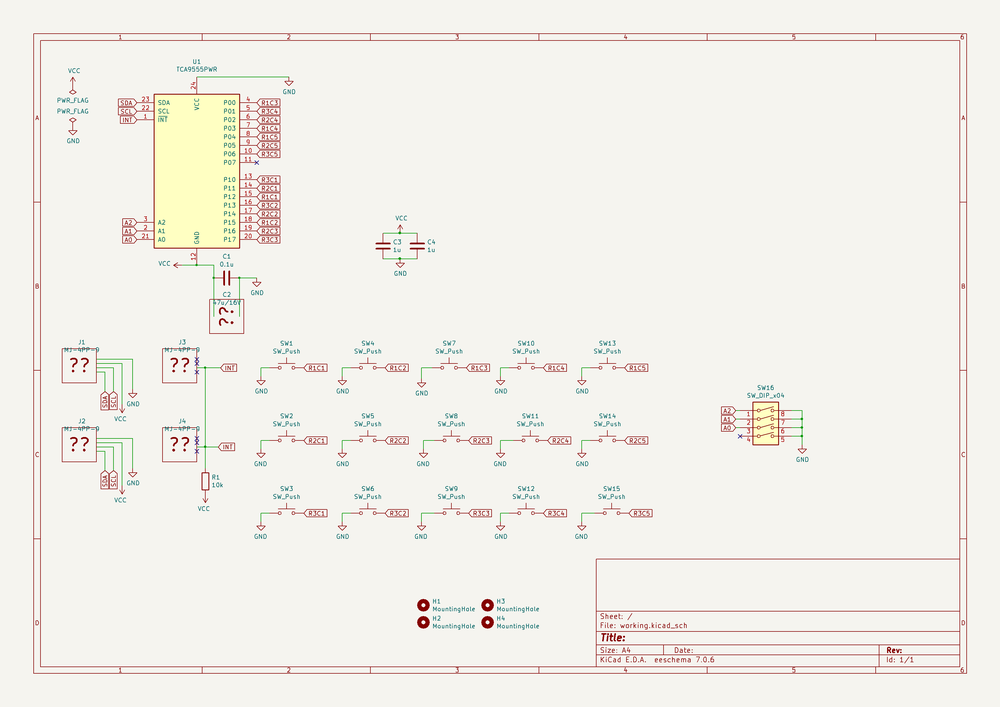 1 2 3 4 5 6
A A
B B
C C
D D
1 2 3 4 5 6
VCC
PWR_FLAG
PWR_FLAG
GND
U1
TCA9555PWR
24
VCC
GND
SDA 23 SDA
SCL 22 SCL
INT 1 INT
A2 3 A2
A1 2 A1
A0 21 A0
P00 4 R1C3
P01 5 R3C4
P02 6 R2C4
P03 7 R1C4
P04 8 R1C5
P05 9 R2C5
P06 10 R3C5
P07 11
P10 13 R3C1
P11 14 R2C1
P12 15 R1C1
P13 16 R3C2
P14 17 R2C2
P15 18 R1C2
P16 19 R2C3
P17 20 R3C3
GND
12
VCC
C1
0.1u
GND
C2
47u/16V
??
VCC
C3
1u
C4
1u
GND
J1
MJ-4PP-9
??
SDA
SCL
VCC
GND
J3
MJ-4PP-9
??
INT
J2
MJ-4PP-9
??
SDA
SCL
VCC
GND
J4
MJ-4PP-9
??
INT
R1
10k
VCC
SW1
SW_Push
R1C1
GND
SW4
SW_Push
R1C2
GND
SW7
SW_Push
R1C3
GND
SW10
SW_Push
R1C4
GND
SW13
SW_Push
R1C5
GND
SW2
SW_Push
R2C1
GND
SW5
SW_Push
R2C2
GND
SW8
SW_Push
R2C3
GND
SW11
SW_Push
R2C4
GND
SW14
SW_Push
R2C5
GND
SW3
SW_Push
R3C1
GND
SW6
SW_Push
R3C2
GND
SW9
SW_Push
R3C3
GND
SW12
SW_Push
R3C4
GND
SW15
SW_Push
R3C5
GND
SW16
SW_DIP_x04
A2 1 8
A1 2 7
A0 3 6
4 5
GND
H1
MountingHole
H2
MountingHole
H3
MountingHole
H4
MountingHole
Sheet: /
File: working.kicad_sch
Title:
Size: A4 Date: Rev:
KiCad E.D.A. eeschema 7.0.6 Id: 1/1